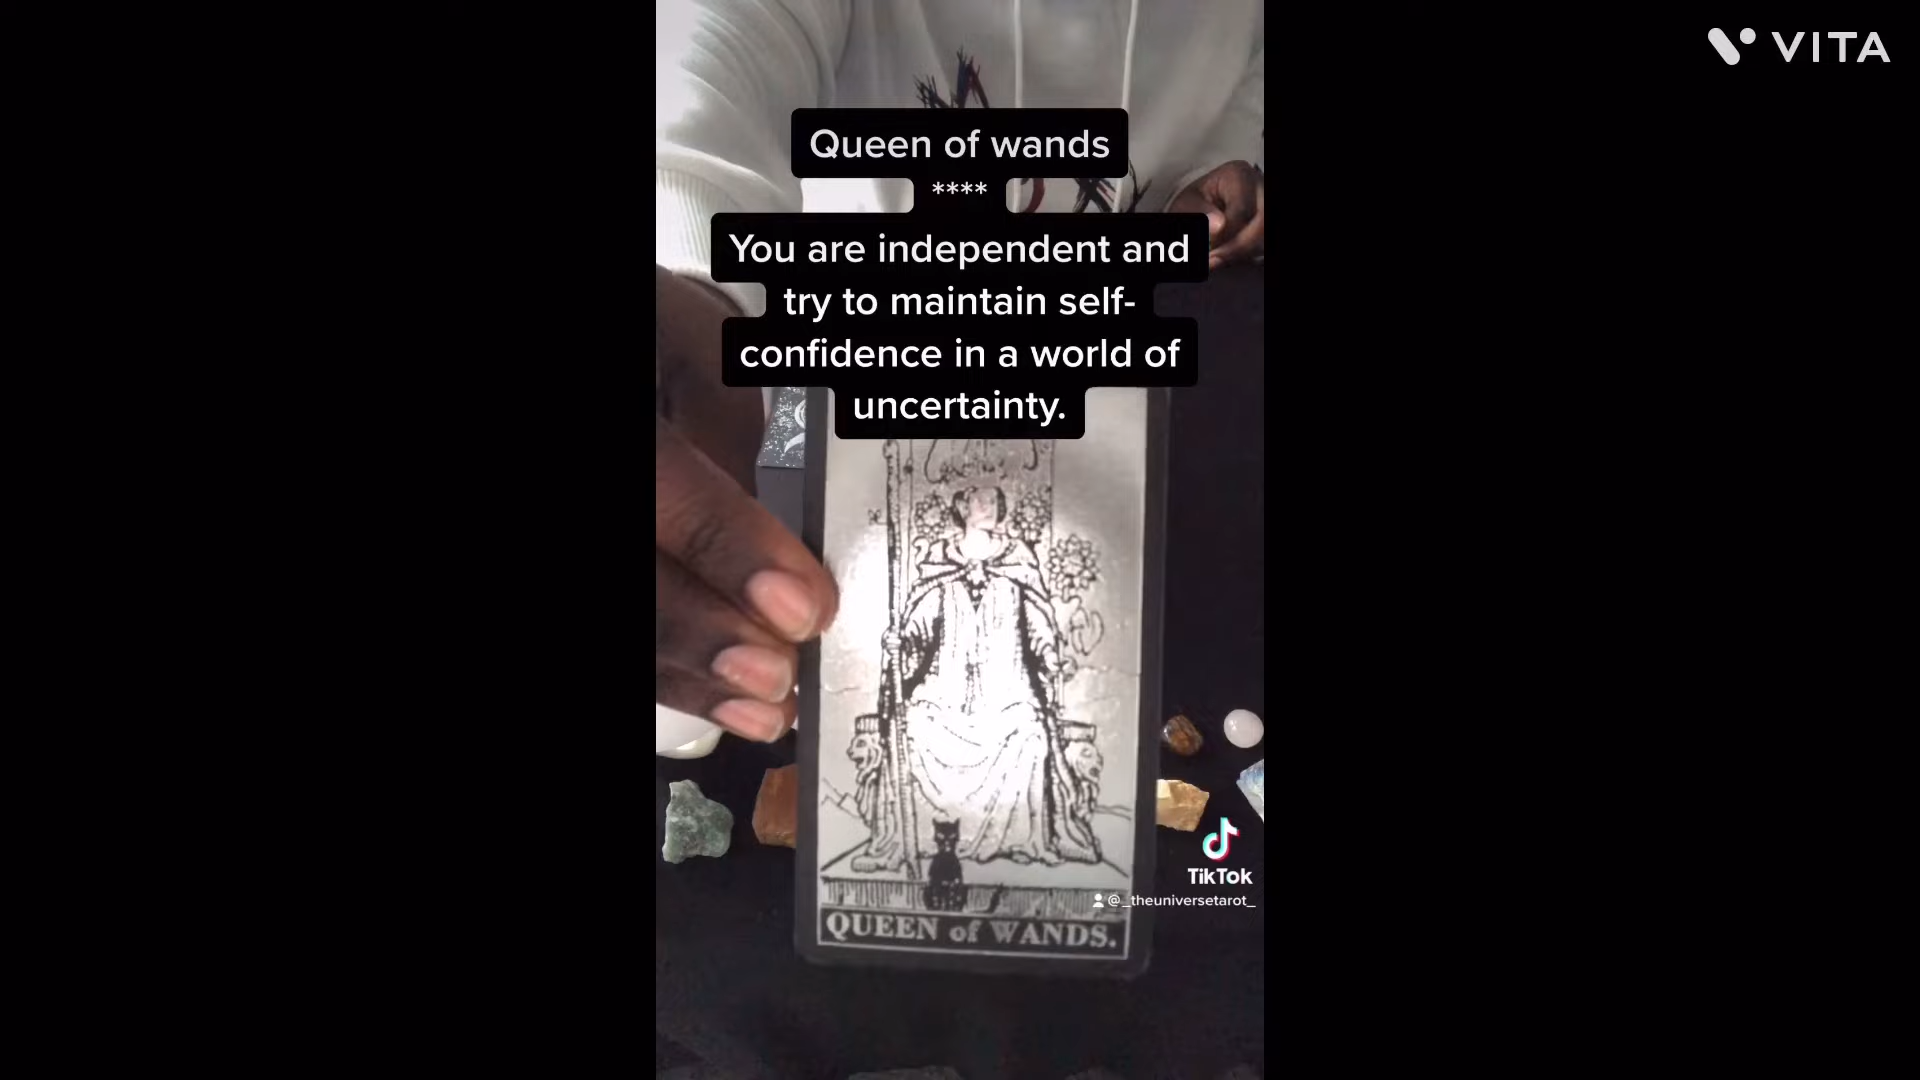 VITA
Queen of wands
****
You are independent and
try to maintain self-
confidence in a world of
uncertainty.
TikTok
@_theuniversetarot_
QUEEN of WANDS.